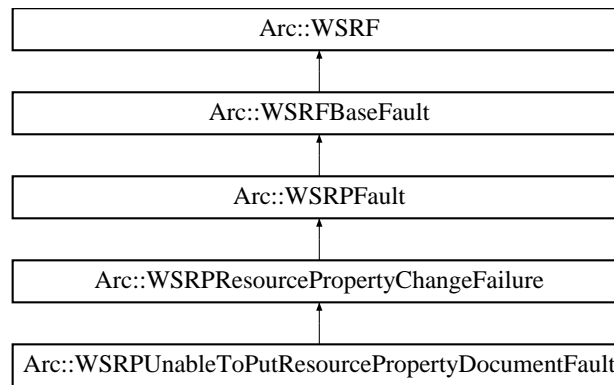 Arc::WSRF
Arc::WSRFBaseFault
Arc::WSRPFault
Arc::WSRPResourcePropertyChangeFailure
Arc::WSRPUnableToPutResourcePropertyDocumentFault